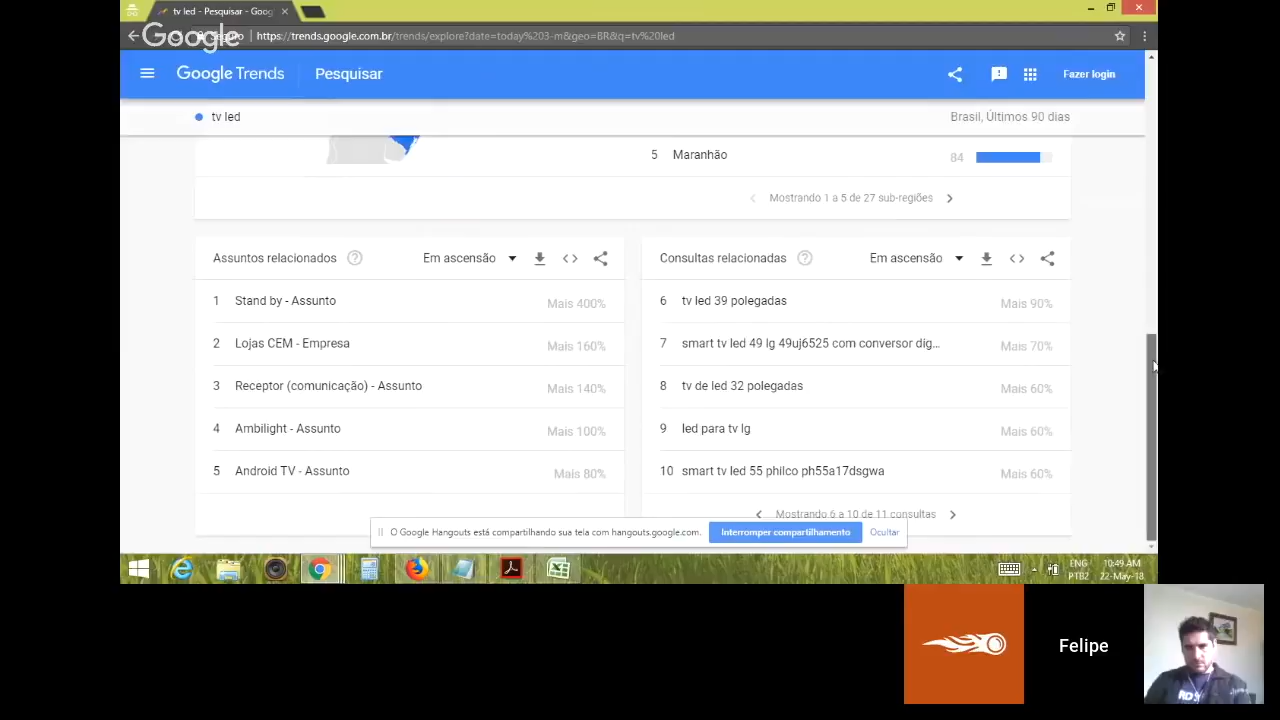 tv led - Pesquisar - Goog
Google
https://trends.google.com.br/trends/explore?date=today%203-m&geo=BR&q=tv%20led
Google Trends
Pesquisar
Fazer login
tv led
Brasil, Últimos 90 dias
5 Maranhão 84
Mostrando 1 a 5 de 27 sub-regiões
Assuntos relacionados
Em ascensão
1 Stand by - Assunto Mais 400%
2 Lojas CEM - Empresa Mais 160%
3 Receptor (comunicação) - Assunto Mais 140%
4 Ambilight - Assunto Mais 100%
5 Android TV - Assunto Mais 80%
Consultas relacionadas
Em ascensão
6 tv led 39 polegadas Mais 90%
7 smart tv led 49 lg 49uj6525 com conversor dig... Mais 70%
8 tv de led 32 polegadas Mais 60%
9 led para tv lg Mais 60%
10 smart tv led 55 philco ph55a17dsgwa Mais 60%
Mostrando 6 a 10 de 11 consultas
O Google Hangouts está compartilhando sua tela com hangouts.google.com.
Interromper compartilhamento
Ocultar
ENG
PTB2
10:49 AM
22-May-18
Felipe